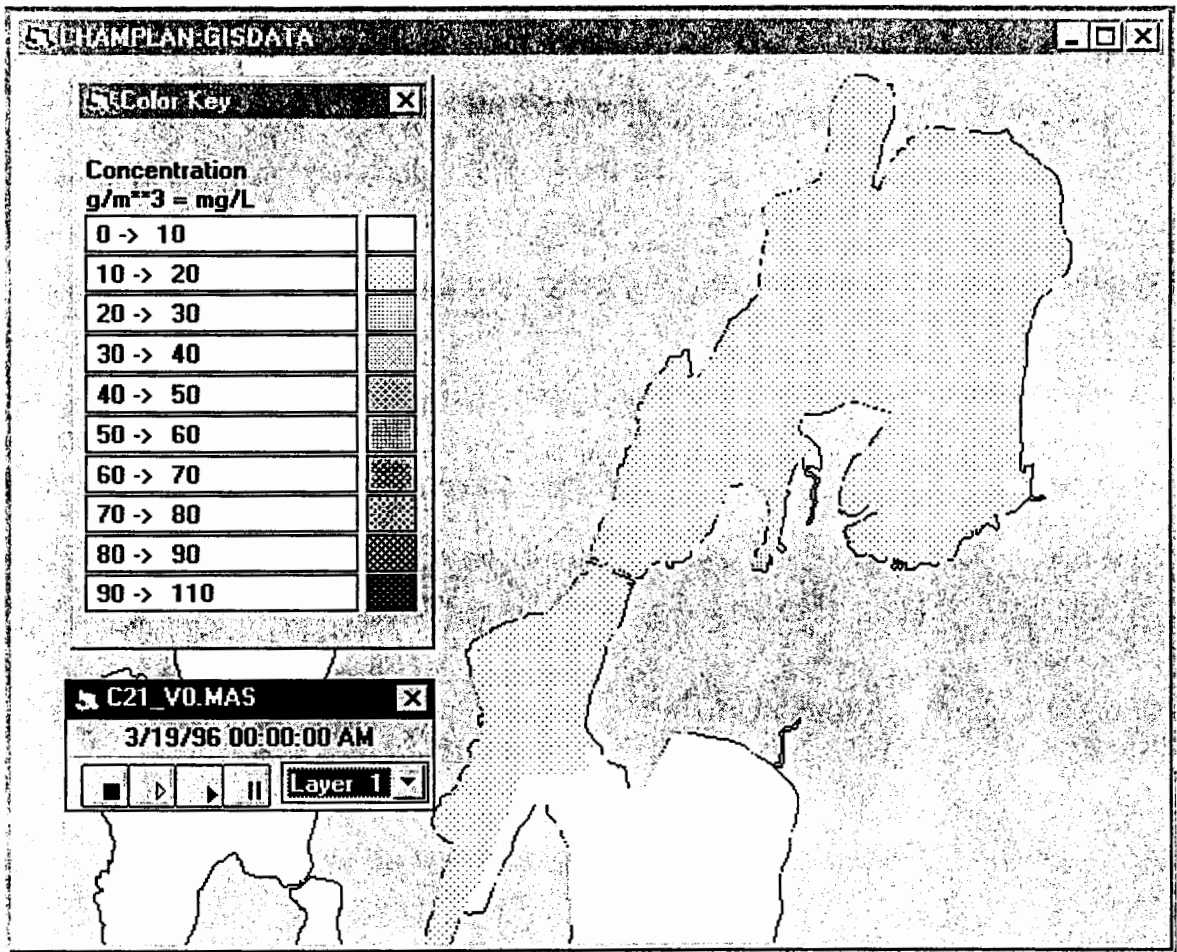 CHAMPLAN:GISDATA
Color Key
Concentration
g/m**3 = mg/L
0 -> 10
10 -> 20
20 -> 30
30 -> 40
40 -> 50
50 -> 60
60 -> 70
70 -> 80
80 -> 90
90 -> 110
C21_V0.MAS
3/19/96 00:00:00 AM
Layer 1